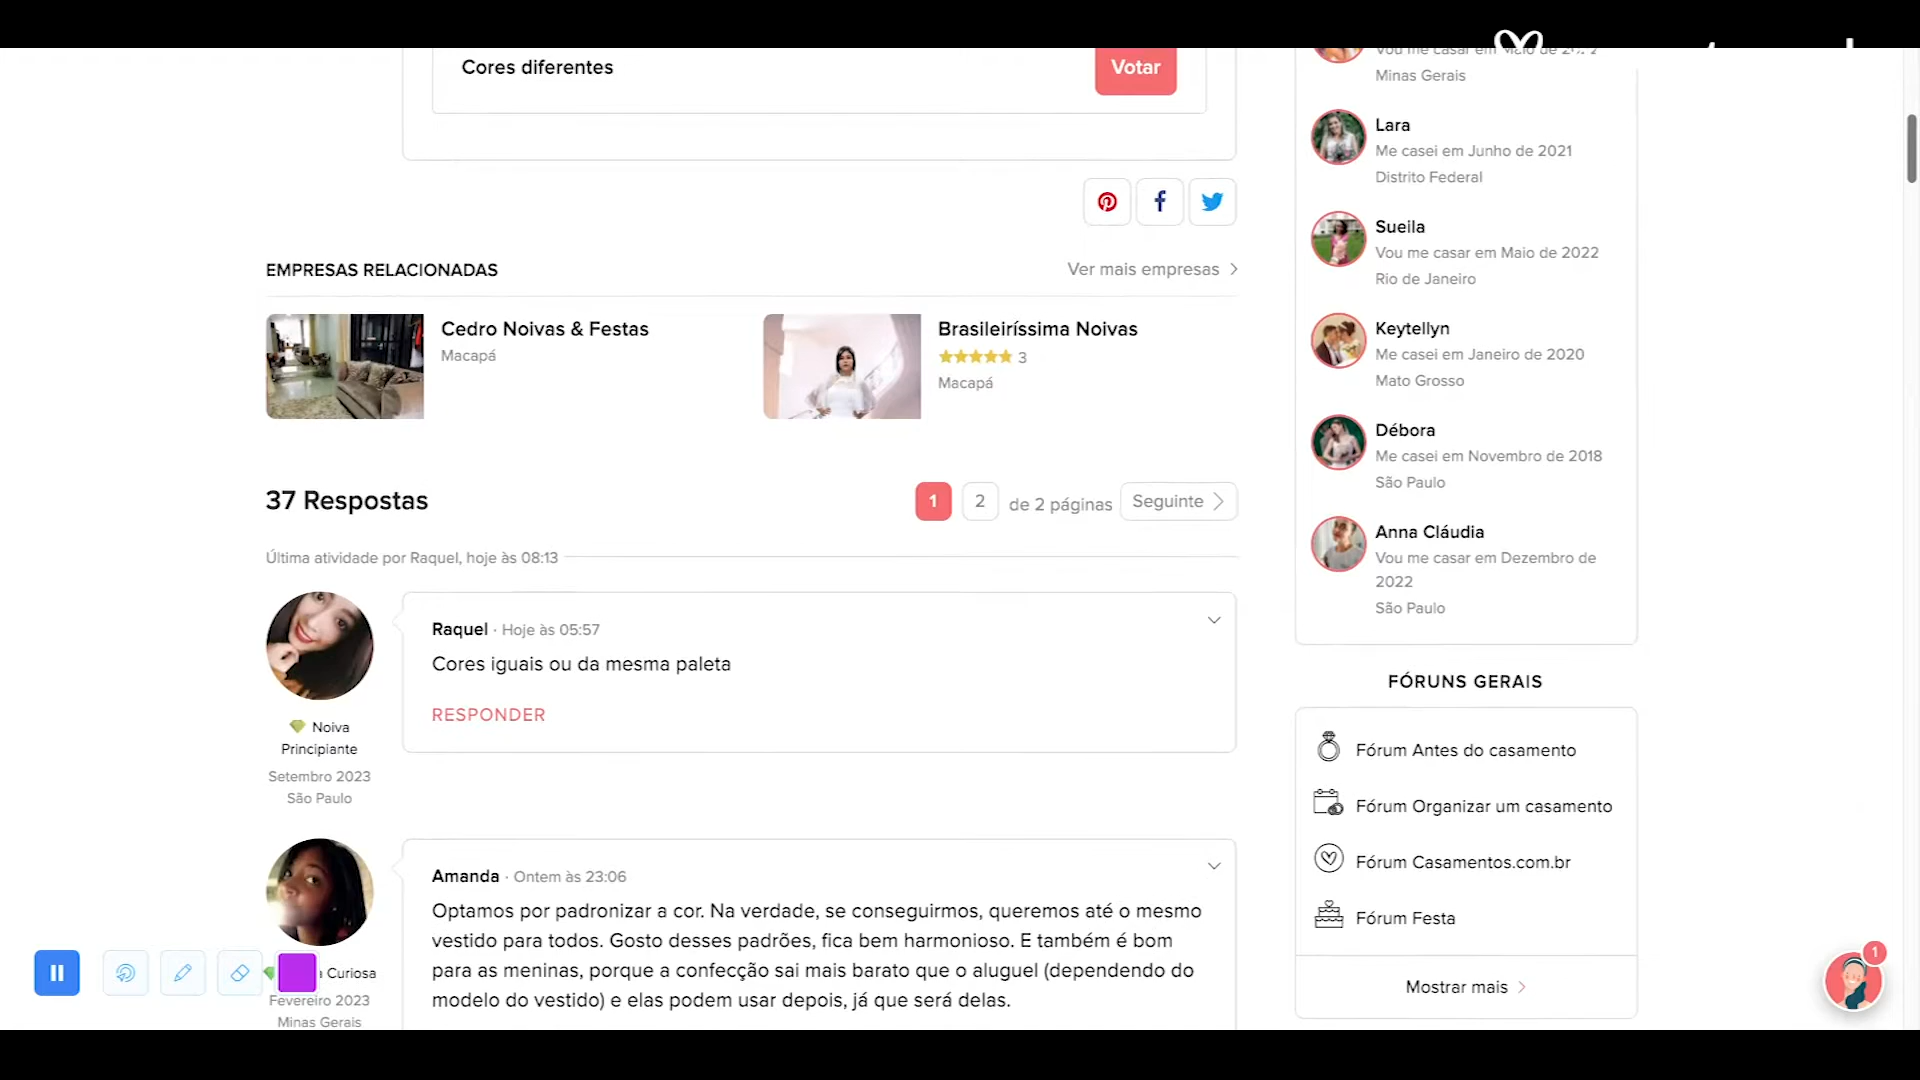 Cores diferentes
Votar
Minas Gerais
Lara
Me casei em Junho de 2021
Distrito Federal
Sueila
Vou me casar em Maio de 2022
Rio de Janeiro
Keytellyn
Me casei em Janeiro de 2020
Mato Grosso
Débora
Me casei em Novembro de 2018
São Paulo
Anna Cláudia
Vou me casar em Dezembro de
2022
São Paulo
EMPRESAS RELACIONADAS
Ver mais empresas
Cedro Noivas & Festas
Macapá
Brasileiríssima Noivas
3
Macapá
37 Respostas
1 2 de 2 páginas Seguinte
Última atividade por Raquel, hoje às 08:13
Raquel · Hoje às 05:57
Cores iguais ou da mesma paleta
RESPONDER
Noiva
Principiante
Setembro 2023
São Paulo
Amanda · Ontem às 23:06
Optamos por padronizar a cor. Na verdade, se conseguirmos, queremos até o mesmo
vestido para todos. Gosto desses padrões, fica bem harmonioso. E também é bom
para as meninas, porque a confecção sai mais barato que o aluguel (dependendo do
modelo do vestido) e elas podem usar depois, já que será delas.
Curiosa
Fevereiro 2023
Minas Gerais
FÓRUNS GERAIS
Fórum Antes do casamento
Fórum Organizar um casamento
Fórum Casamentos.com.br
Fórum Festa
Mostrar mais
1